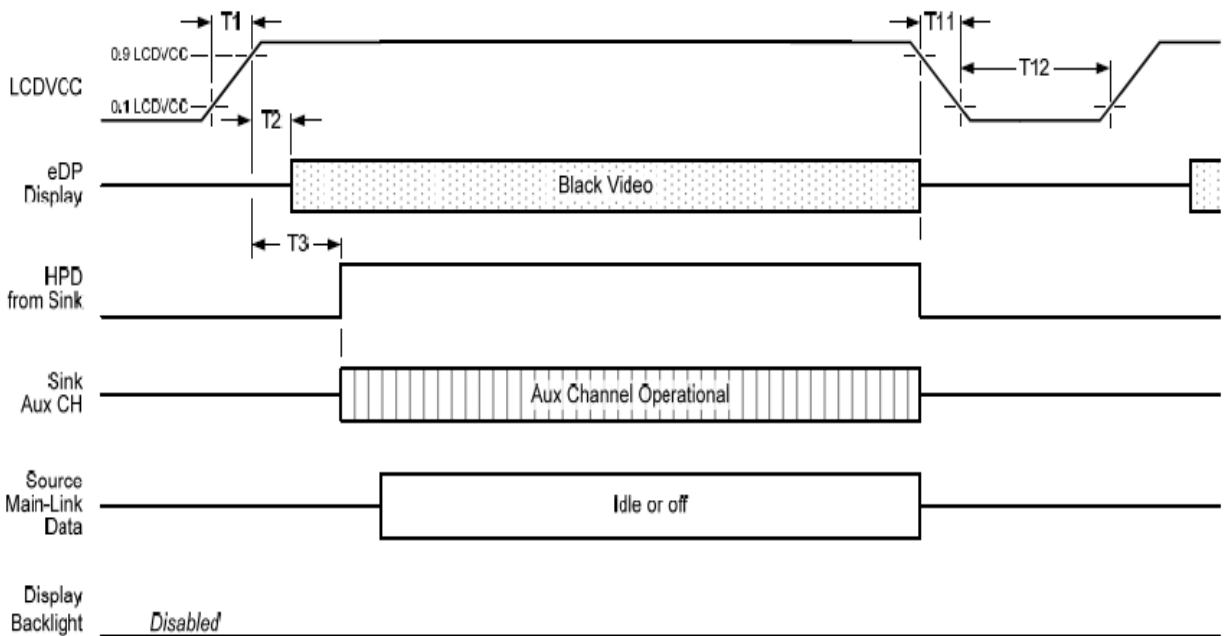 T1
T11
0.9 LCDVCC
T12
LCDVCC
0.1 LCDVCC
T2
eDP
Display
Black Video
T3
HPD
from Sink
Sink
Aux CH
Aux Channel Operational
Source
Main-Link
Data
Idle or off
Display
Backlight
Disabled